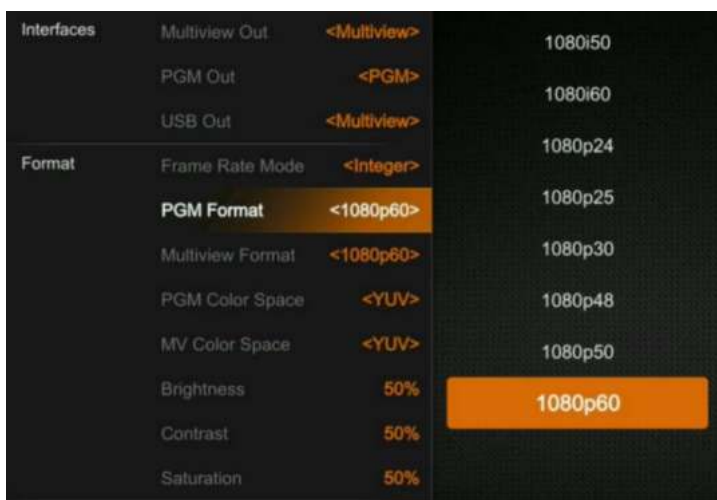 Interfaces Multiview Out <Multiview>
PGM Out <PGM>
USB Out <Multiview>
Format Frame Rate Mode <Integer>
PGM Format <1080p60>
Multiview Format <1080p60>
PGM Color Space <YUV>
MV Color Space <YUV>
Brightness 50%
Contrast 50%
Saturation 50%
1080i50
1080i60
1080p24
1080p25
1080p30
1080p48
1080p50
1080p60